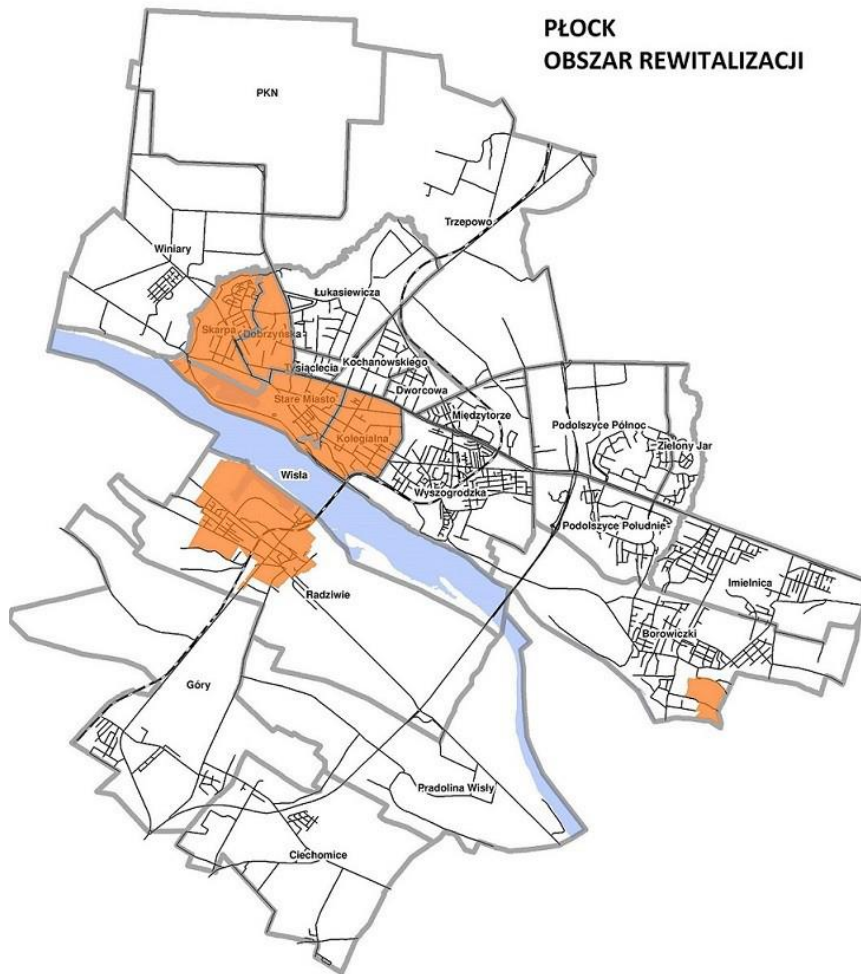 PŁOCK
OBSZAR REWITALIZACJI
PKN
Trzepowo
Winiary
Łukasiewicza
Skarpa
Dobrzyńska
Tysiąclecia
Kochanowskiego
Dworcowa
Stare Miasto
Międzytorze
Kolegialna
Podolszyce Północ
Zielony Jar
Wisła
Wyszogrodzka
Podolszyce Południe
Imielnica
Radziwie
Borowiczki
Góry
Pradolina Wisły
Ciechomice